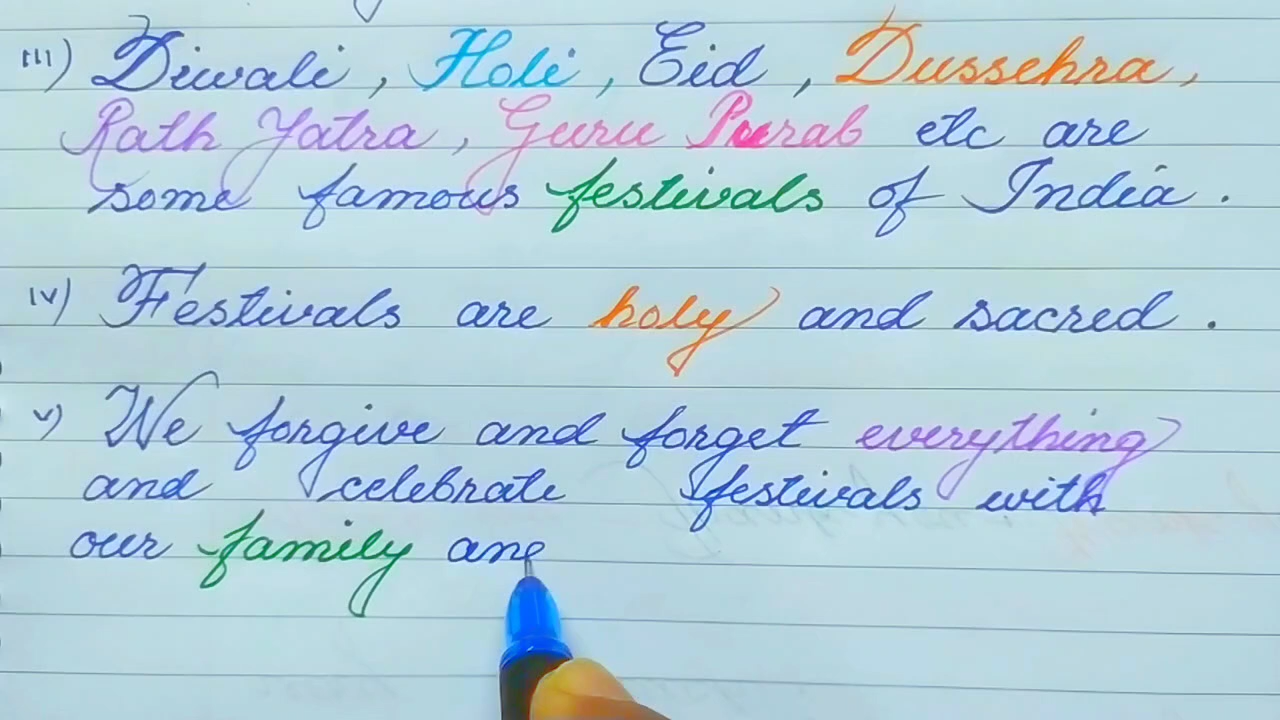 iii) Diwali, Holi, Eid, Dussehra,
Rath Yatra, Guru Purab etc are
some famous festivals of India.
iv) Festivals are holy and sacred.
v) We forgive and forget everything
and celebrate festivals with
our family an